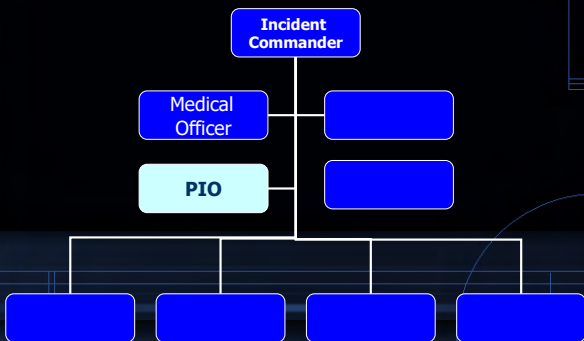 Incident
Commander
Medical
Officer
PIO